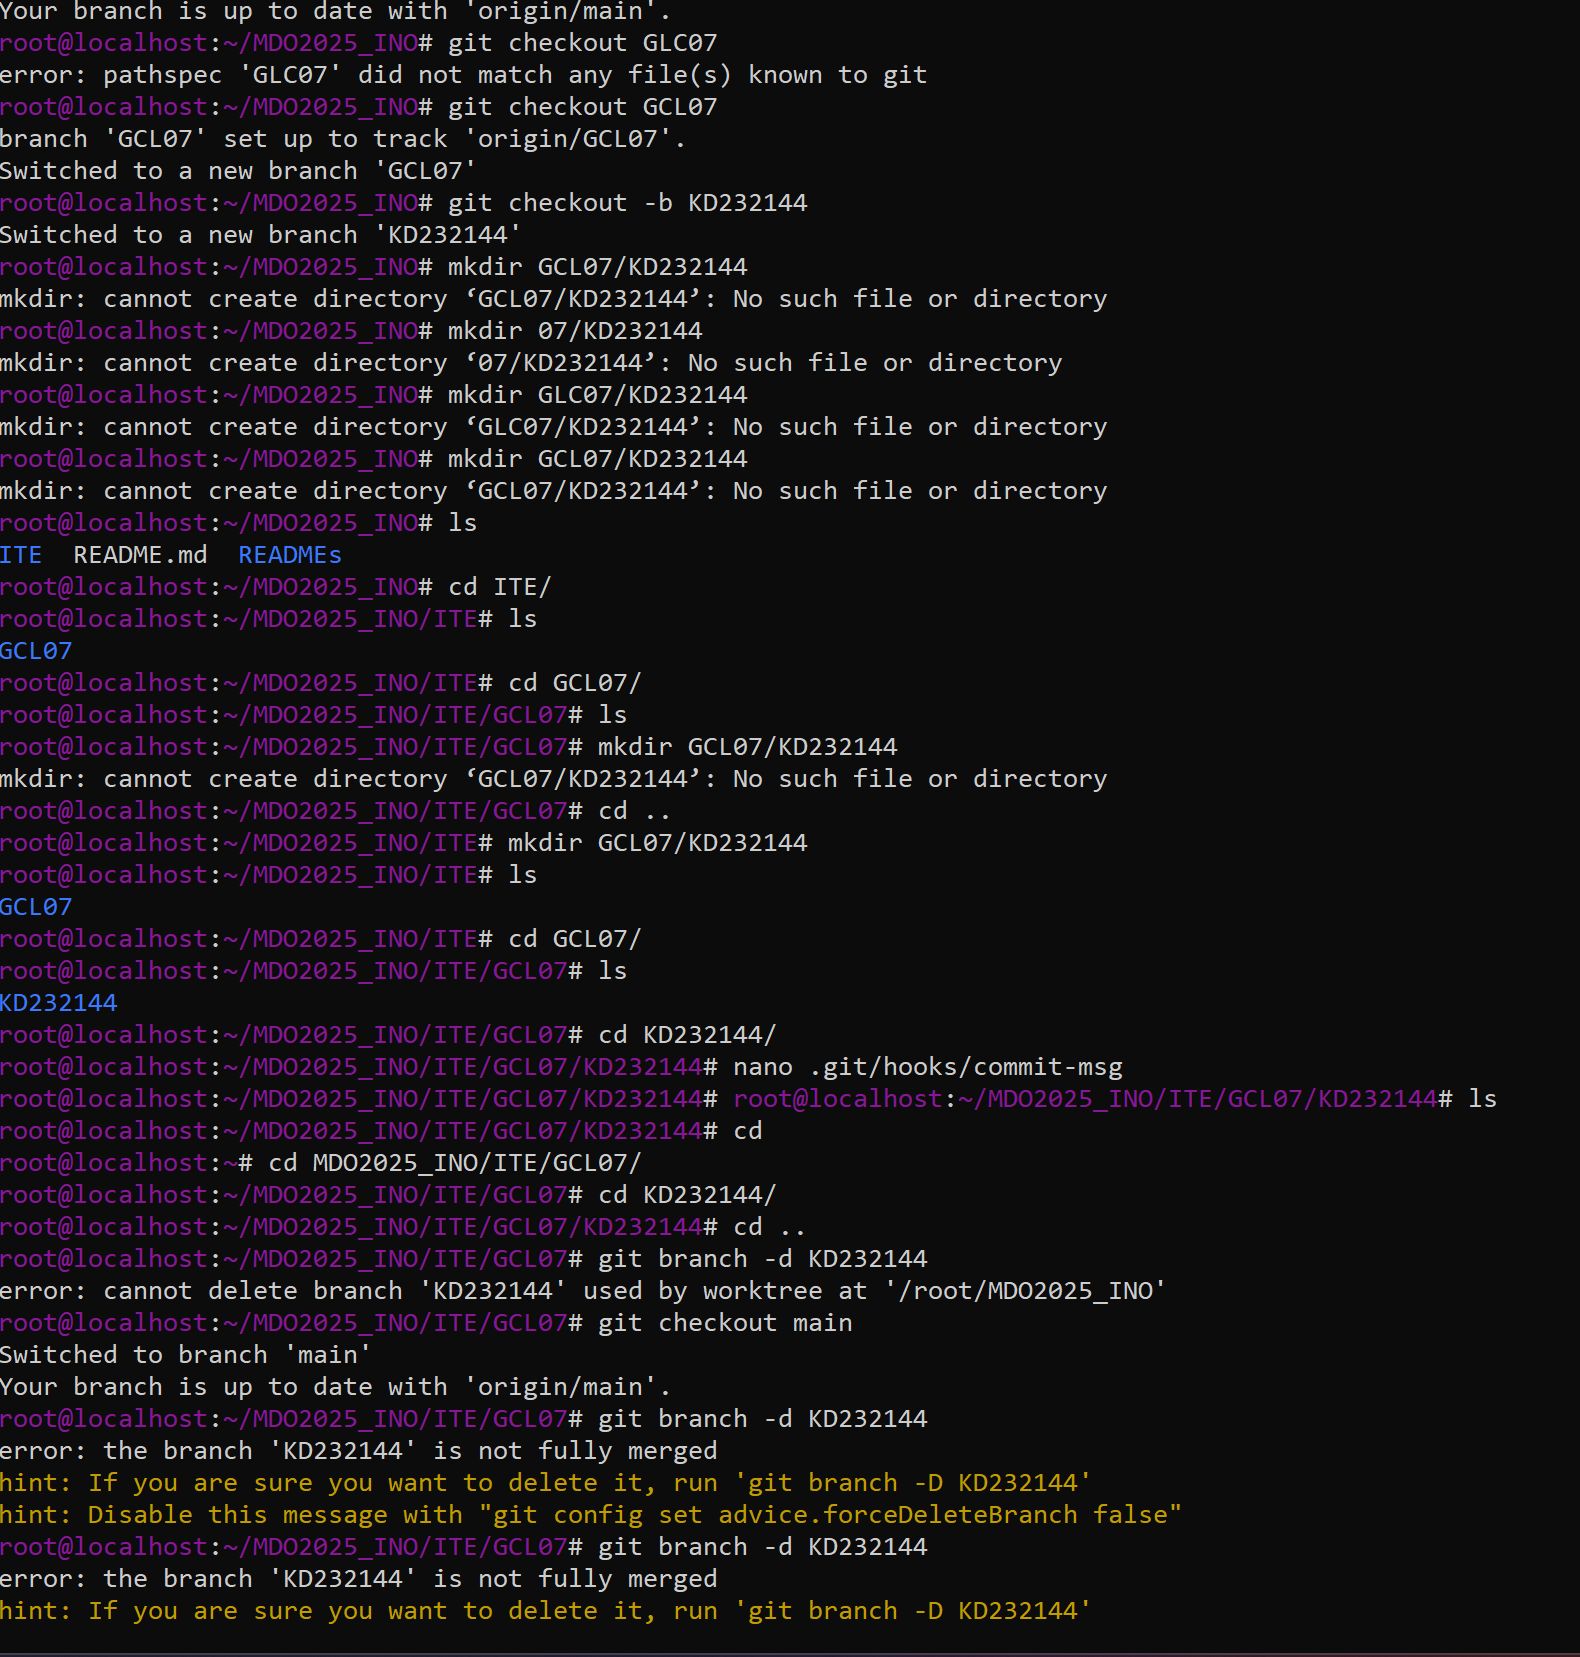 Your branch is up to date with 'origin/main'.
root@localhost:~/MDO2025_INO# git checkout GLC07
error: pathspec 'GLC07' did not match any file(s) known to git
root@localhost:~/MDO2025_INO# git checkout GCL07
branch 'GCL07' set up to track 'origin/GCL07'.
Switched to a new branch 'GCL07'
root@localhost:~/MDO2025_INO# git checkout -b KD232144
Switched to a new branch 'KD232144'
root@localhost:~/MDO2025_INO# mkdir GCL07/KD232144
mkdir: cannot create directory ‘GCL07/KD232144’: No such file or directory
root@localhost:~/MDO2025_INO# mkdir 07/KD232144
mkdir: cannot create directory ‘07/KD232144’: No such file or directory
root@localhost:~/MDO2025_INO# mkdir GLC07/KD232144
mkdir: cannot create directory ‘GLC07/KD232144’: No such file or directory
root@localhost:~/MDO2025_INO# mkdir GCL07/KD232144
mkdir: cannot create directory ‘GCL07/KD232144’: No such file or directory
root@localhost:~/MDO2025_INO# ls
ITE  README.md  READMEs
root@localhost:~/MDO2025_INO# cd ITE/
root@localhost:~/MDO2025_INO/ITE# ls
GCL07
root@localhost:~/MDO2025_INO/ITE# cd GCL07/
root@localhost:~/MDO2025_INO/ITE/GCL07# ls
root@localhost:~/MDO2025_INO/ITE/GCL07# mkdir GCL07/KD232144
mkdir: cannot create directory ‘GCL07/KD232144’: No such file or directory
root@localhost:~/MDO2025_INO/ITE/GCL07# cd ..
root@localhost:~/MDO2025_INO/ITE# mkdir GCL07/KD232144
root@localhost:~/MDO2025_INO/ITE# ls
GCL07
root@localhost:~/MDO2025_INO/ITE# cd GCL07/
root@localhost:~/MDO2025_INO/ITE/GCL07# ls
KD232144
root@localhost:~/MDO2025_INO/ITE/GCL07# cd KD232144/
root@localhost:~/MDO2025_INO/ITE/GCL07/KD232144# nano .git/hooks/commit-msg
root@localhost:~/MDO2025_INO/ITE/GCL07/KD232144# root@localhost:~/MDO2025_INO/ITE/GCL07/KD232144# ls
root@localhost:~/MDO2025_INO/ITE/GCL07/KD232144# cd
root@localhost:~# cd MDO2025_INO/ITE/GCL07/
root@localhost:~/MDO2025_INO/ITE/GCL07# cd KD232144/
root@localhost:~/MDO2025_INO/ITE/GCL07/KD232144# cd ..
root@localhost:~/MDO2025_INO/ITE/GCL07# git branch -d KD232144
error: cannot delete branch 'KD232144' used by worktree at '/root/MDO2025_INO'
root@localhost:~/MDO2025_INO/ITE/GCL07# git checkout main
Switched to branch 'main'
Your branch is up to date with 'origin/main'.
root@localhost:~/MDO2025_INO/ITE/GCL07# git branch -d KD232144
error: the branch 'KD232144' is not fully merged
hint: If you are sure you want to delete it, run 'git branch -D KD232144'
hint: Disable this message with "git config set advice.forceDeleteBranch false"
root@localhost:~/MDO2025_INO/ITE/GCL07# git branch -d KD232144
error: the branch 'KD232144' is not fully merged
hint: If you are sure you want to delete it, run 'git branch -D KD232144'